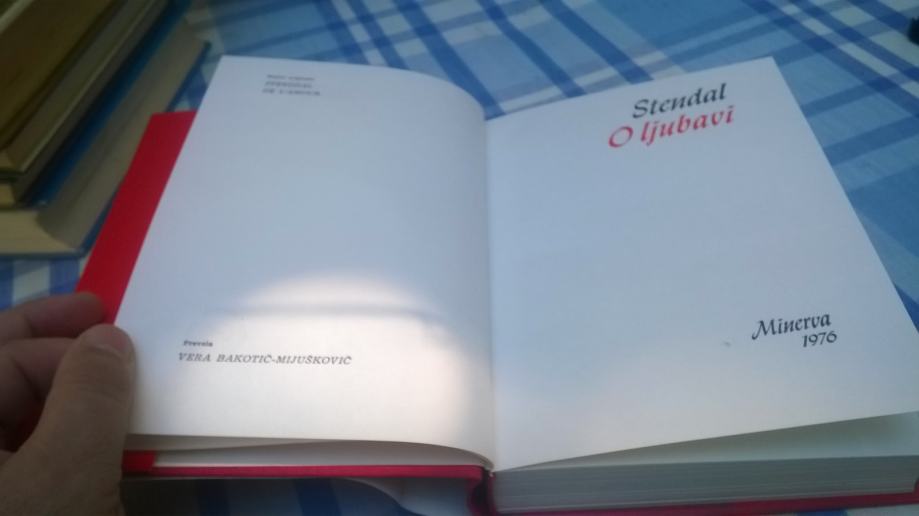 STENDHAL
DE L'AMOUR
Prevela
VERA BAKOTIĆ-MIJUŠKOVIĆ
Stendal
O ljubavi
Minerva
1976